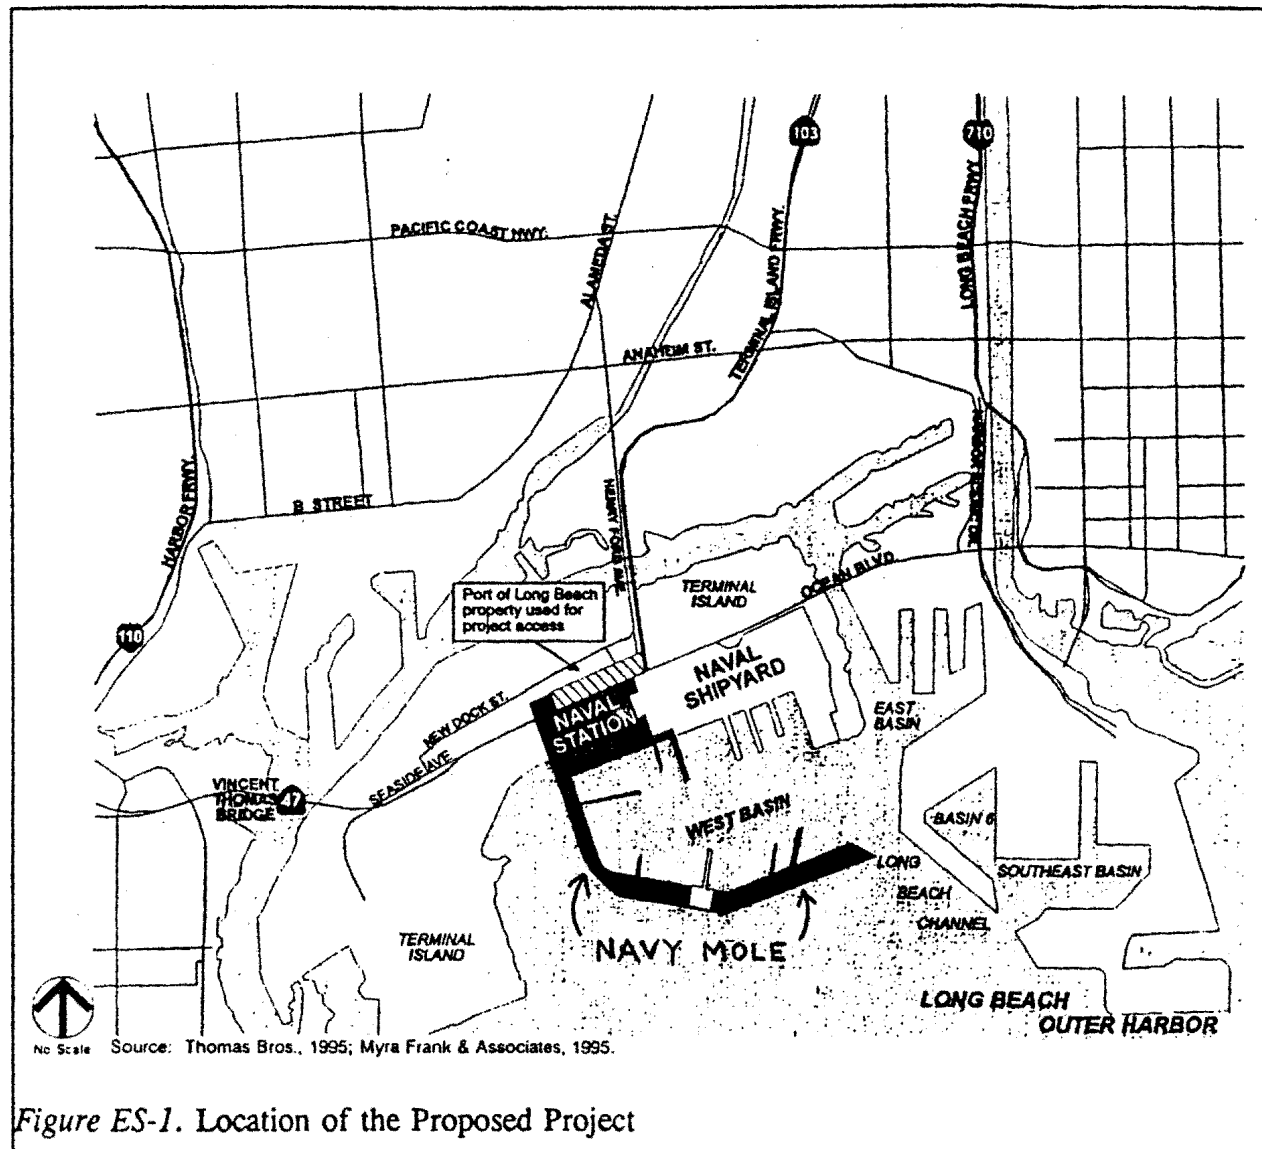 103
710
PACIFIC COAST HWY.
ALAMEDA ST.
TERMINAL ISLAND FRWY.
LONG BEACH FRWY
ANAHEIM ST.
HARBOR FRWY.
B STREET
HENRY FORD AVE.
OCEAN BLVD
TERMINAL
ISLAND
Port of Long Beach
property used for
project access
110
NAVAL
SHIPYARD
NEW DOCK ST.
NAVAL
STATION
EAST
BASIN
SEASIDE AVE.
VINCENT
THOMAS
BRIDGE
47
WEST BASIN
BASIN 6
LONG
BEACH
CHANNEL
SOUTHEAST BASIN
TERMINAL
ISLAND
NAVY MOLE
LONG BEACH
OUTER HARBOR
No Scale
Source: Thomas Bros., 1995; Myra Frank & Associates, 1995.
Figure ES-1. Location of the Proposed Project